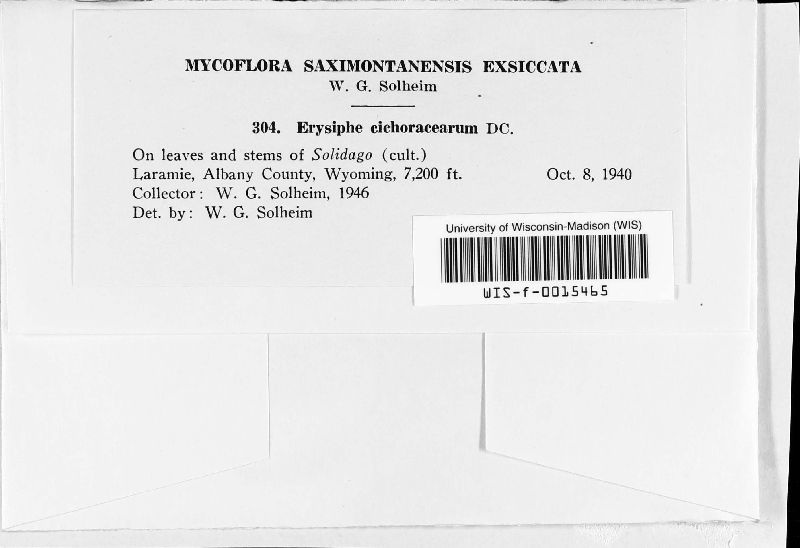 MYCOFLORA SAXIMONTANENSIS EXSICCATA
W. G. Solheim
304. Erysiphe cichoracearum DC.
On leaves and stems of Solidago (cult.)
Laramie, Albany County, Wyoming, 7,200 ft. Oct. 8, 1940
Collector: W. G. Solheim, 1946
Det. by: W. G. Solheim
University of Wisconsin-Madison (WIS)
WIS-f-0015465